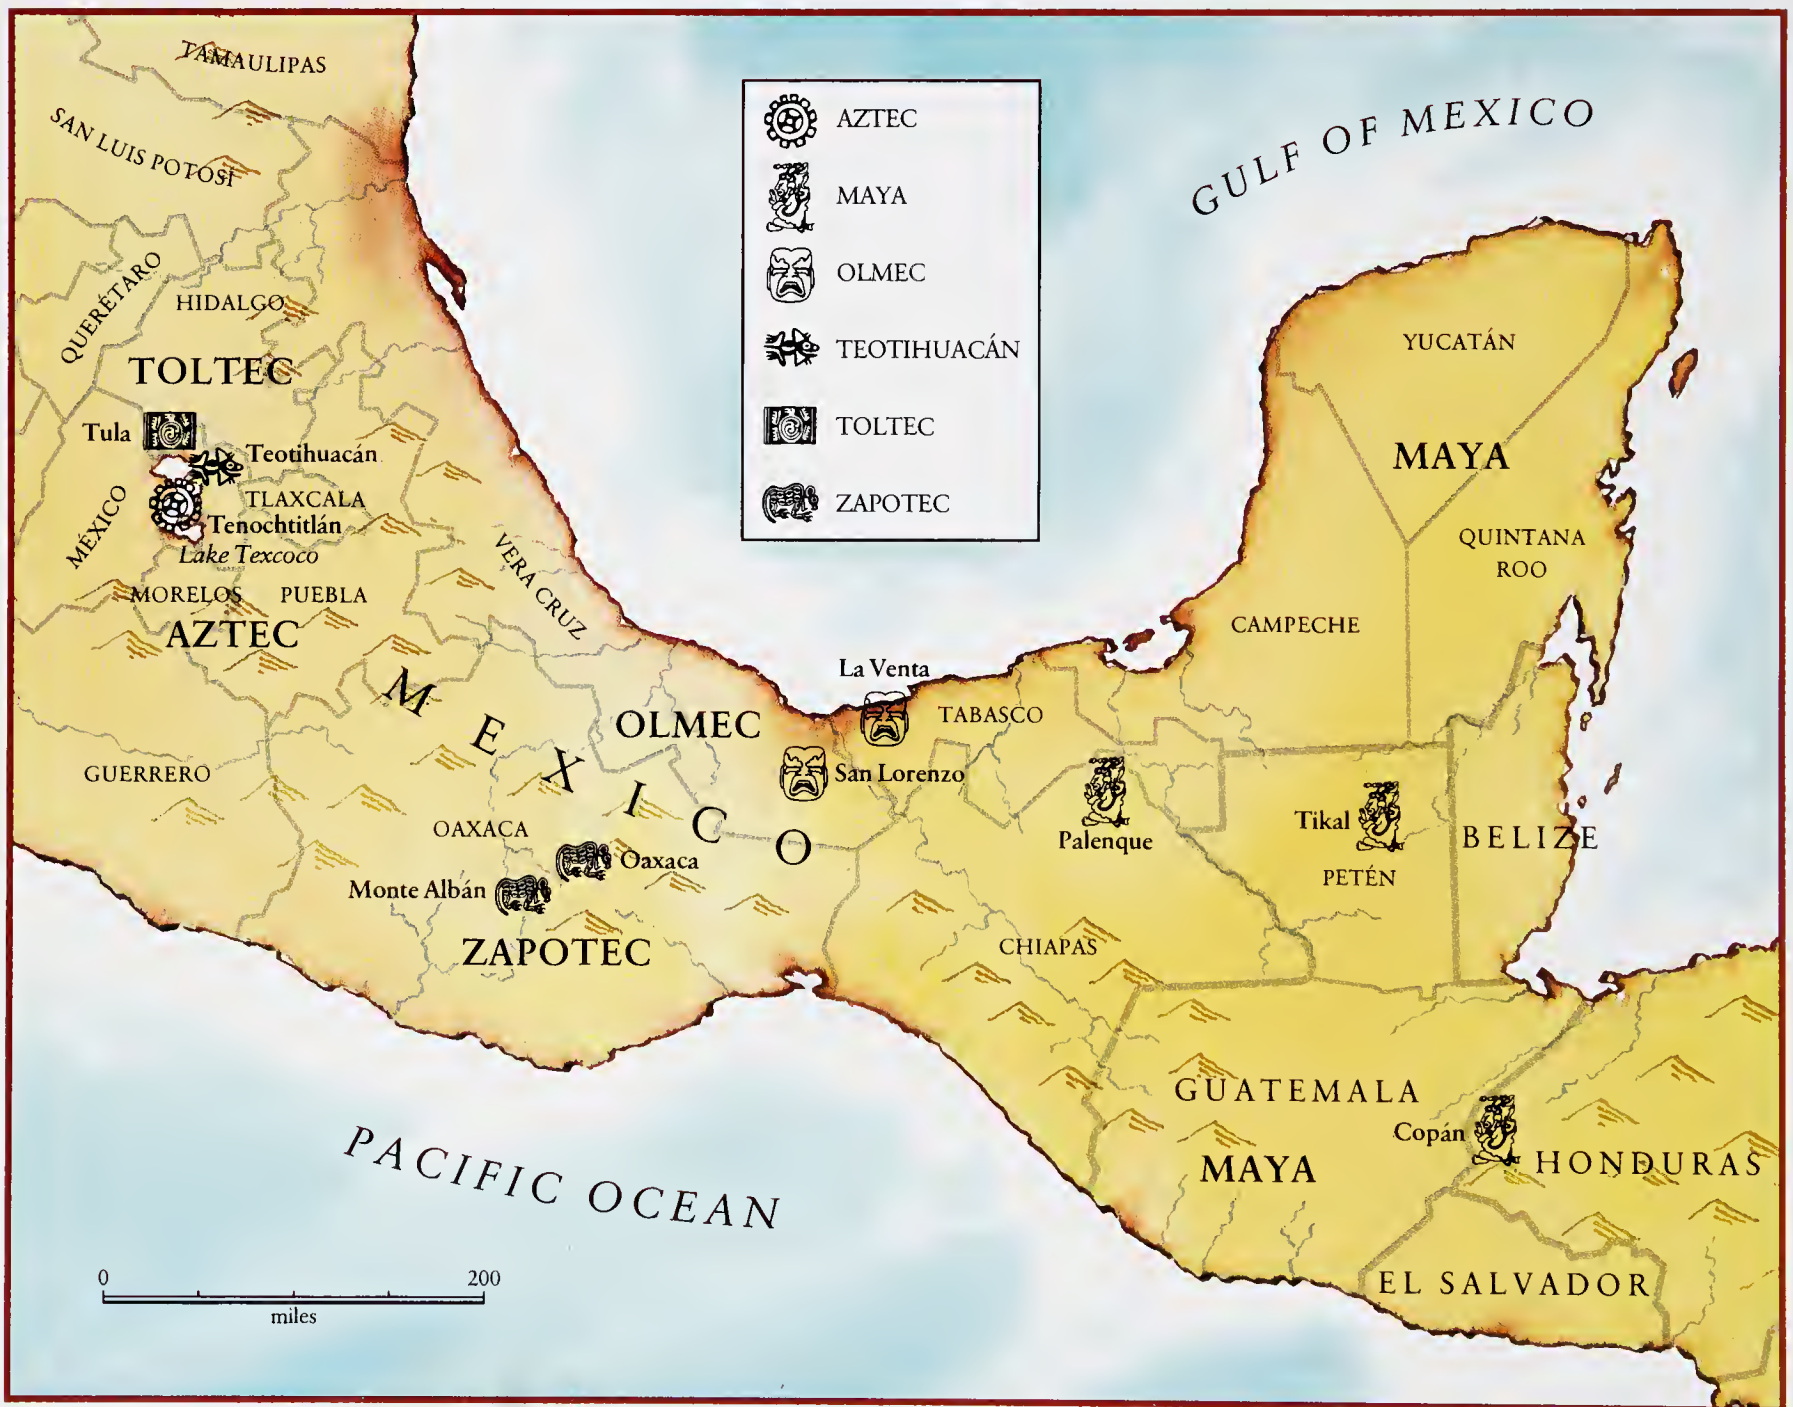 TAMAULIPAS
SAN LUIS POTOSÍ
GULF OF MEXICO
AZTEC
MAYA
OLMEC
TEOTIHUACÁN
TOLTEC
ZAPOTEC
QUERÉTARO
HIDALGO
TOLTEC
Tula
Teotihuacán
TLAXCALA
Tenochtitlán
Lake Texcoco
MÉXICO
MORELOS
PUEBLA
AZTEC
VERA CRUZ
YUCATÁN
MAYA
QUINTANA
ROO
CAMPECHE
MEXICO
La Venta
OLMEC
TABASCO
San Lorenzo
GUERRERO
OAXACA
Oaxaca
Monte Albán
ZAPOTEC
Palenque
Tikal
PETÉN
BELIZE
CHIAPAS
GUATEMALA
Copán
MAYA
HONDURAS
EL SALVADOR
PACIFIC OCEAN
0 200
miles